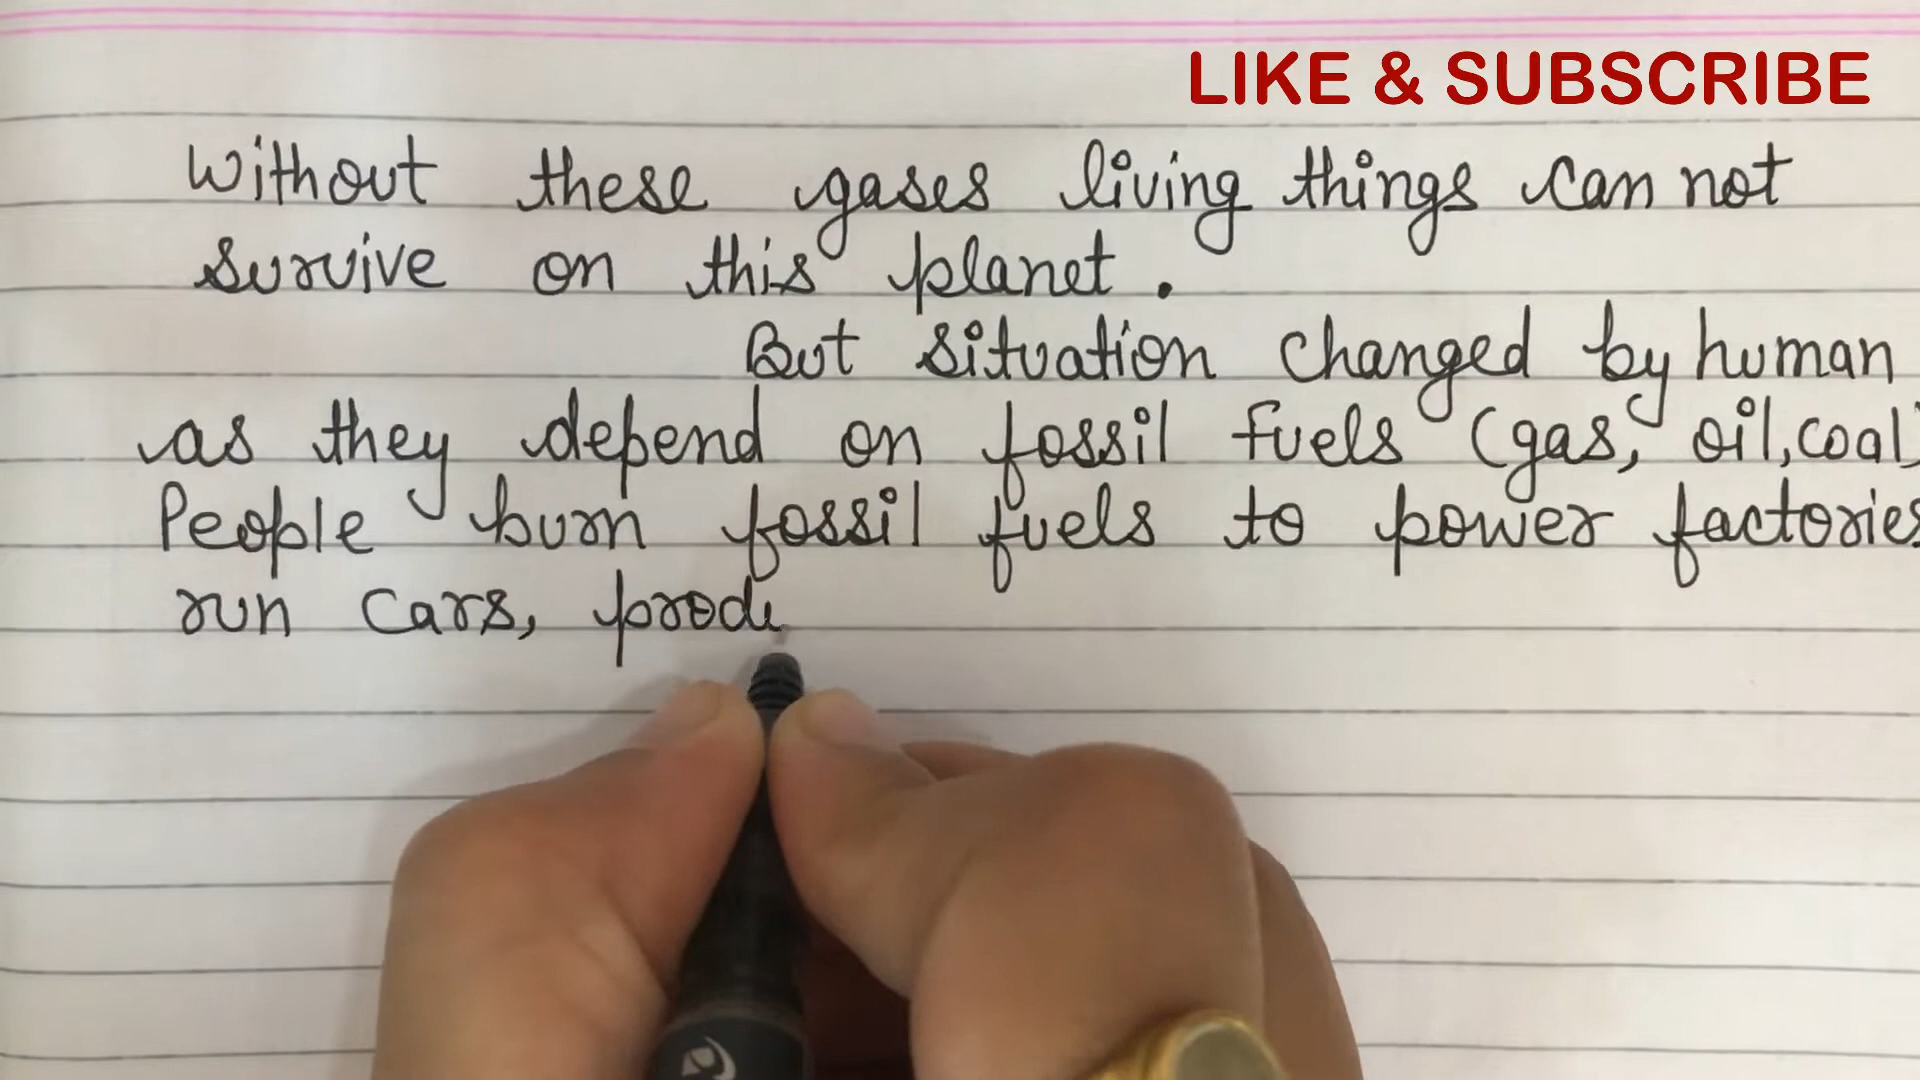 LIKE & SUBSCRIBE
Without these gases living things can not
survive on this planet.
But situation changed by human
as they depend on fossil fuels (gas, oil, coal)
People burn fossil fuels to power factories
run cars, produ